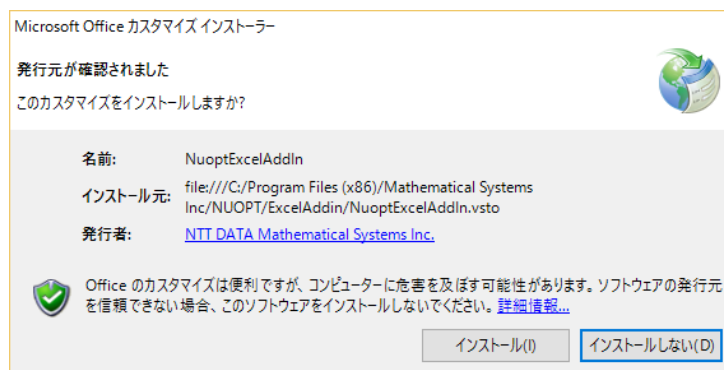 Microsoft Office カスタマイズ インストーラー
発行元が確認されました
このカスタマイズをインストールしますか?
名前: NuoptExcelAddIn
インストール元: file:///C:/Program Files (x86)/Mathematical Systems
Inc/NUOPT/ExcelAddin/NuoptExcelAddIn.vsto
発行者: NTT DATA Mathematical Systems Inc.
Office のカスタマイズは便利ですが、コンピューターに危害を及ぼす可能性があります。ソフトウェアの発行元
を信頼できない場合、このソフトウェアをインストールしないでください。詳細情報...
インストール(I) インストールしない(D)